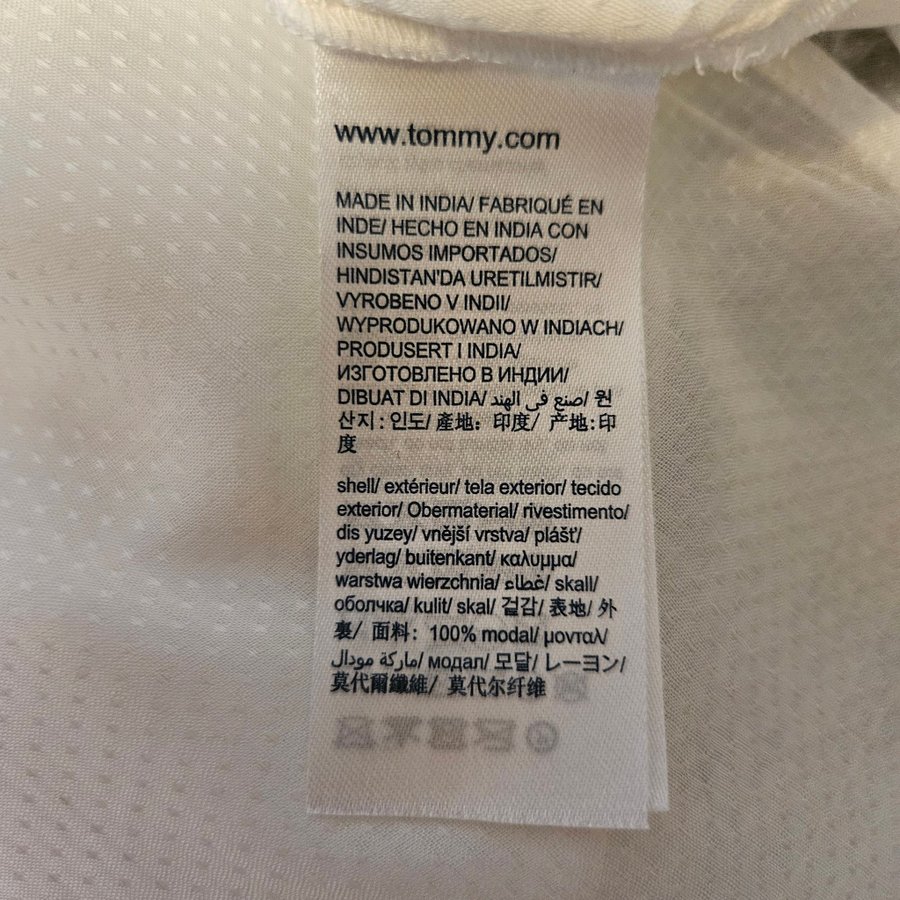 www.tommy.com
MADE IN INDIA/ FABRIQUÉ EN
INDE/ HECHO EN INDIA CON
INSUMOS IMPORTADOS/
HINDISTAN'DA URETILMISTIR/
VYROBENO V INDII/
WYPRODUKOWANO W INDIACH/
PRODUSERT I INDIA/
ИЗГОТОВЛЕНО В ИНДИИ/
DIBUAT DI INDIA/ صنع في الهند/ 원
산지: 인도/ 產地: 印度/ 产地:印
度
shell/ extérieur/ tela exterior/ tecido
exterior/ Obermaterial/ rivestimento/
dis yuzey/ vnější vrstva/ plášť/
yderlag/ buitenkant/ καλυμμα/
warstwa wierzchnia/ غطاء/ skall/
оболчка/ kulit/ skal/ 겉감/ 表地/ 外
裏/ 面料: 100% modal/ μονταλ/
ماركة مودال/ модал/ 모달/ レーヨン/
莫代爾纖維/ 莫代尔纤维